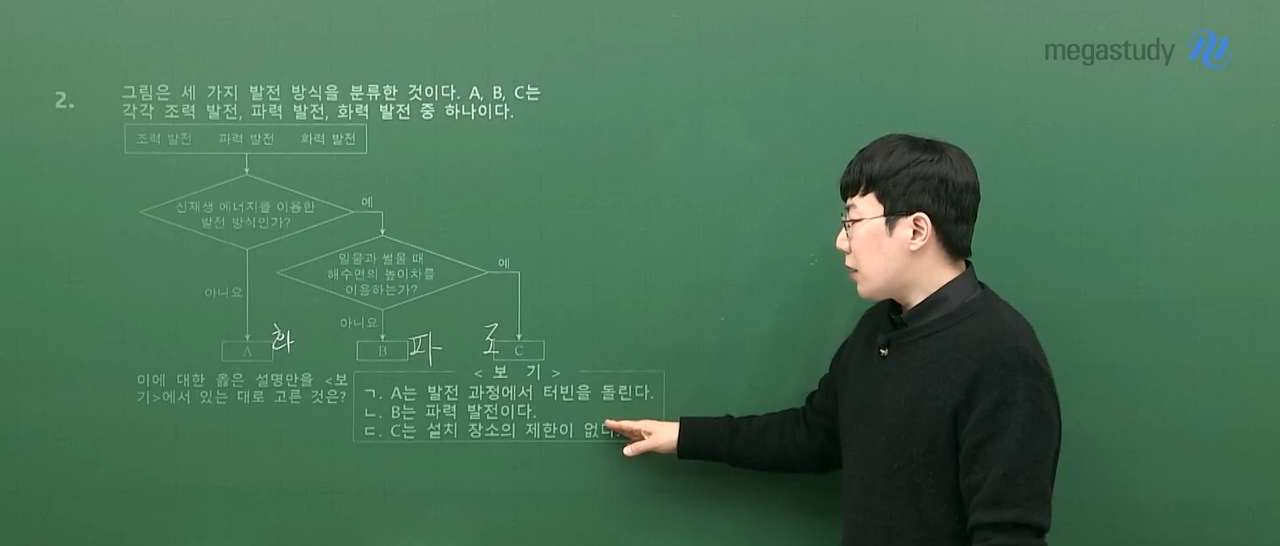 megastudy
2. 그림은 세 가지 발전 방식을 분류한 것이다. A, B, C는
각각 조력 발전, 파력 발전, 화력 발전 중 하나이다.
조력 발전 파력 발전 화력 발전
신재생 에너지를 이용한
발전 방식인가?
예
밀물과 썰물 때
해수면의 높이차를
이용하는가?
예
아니요
아니요
A 화
B 파
조 C
이에 대한 옳은 설명만을 <보
기>에서 있는 대로 고른 것은?
< 보 기 >
ㄱ. A는 발전 과정에서 터빈을 돌린다.
ㄴ. B는 파력 발전이다.
ㄷ. C는 설치 장소의 제한이 없다.